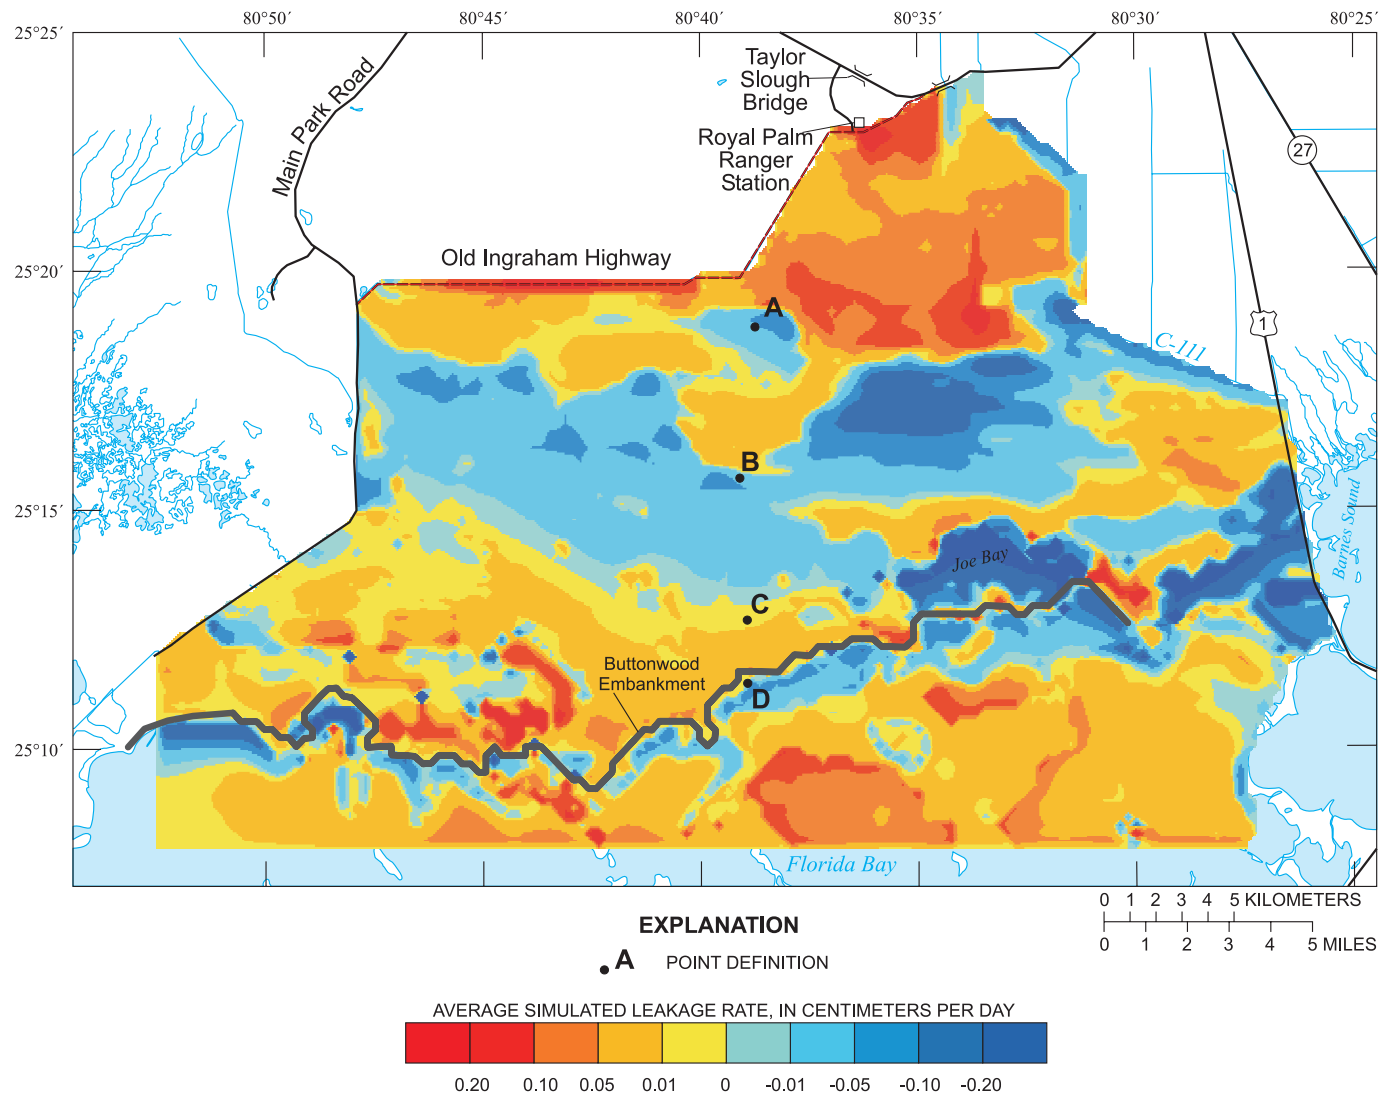 80°50´ 80°45´ 80°40´ 80°35´ 80°30´ 80°25´
25°25´
25°20´
25°15´
25°10´
Main Park Road
Taylor
Slough
Bridge
Royal Palm
Ranger
Station
27
Old Ingraham Highway
A
1
C-111
B
Barnes Sound
Joe Bay
C
Buttonwood
Embankment
D
Florida Bay
0 1 2 3 4 5 KILOMETERS
0 1 2 3 4 5 MILES
EXPLANATION
A POINT DEFINITION
AVERAGE SIMULATED LEAKAGE RATE, IN CENTIMETERS PER DAY
0.20 0.10 0.05 0.01 0 -0.01 -0.05 -0.10 -0.20